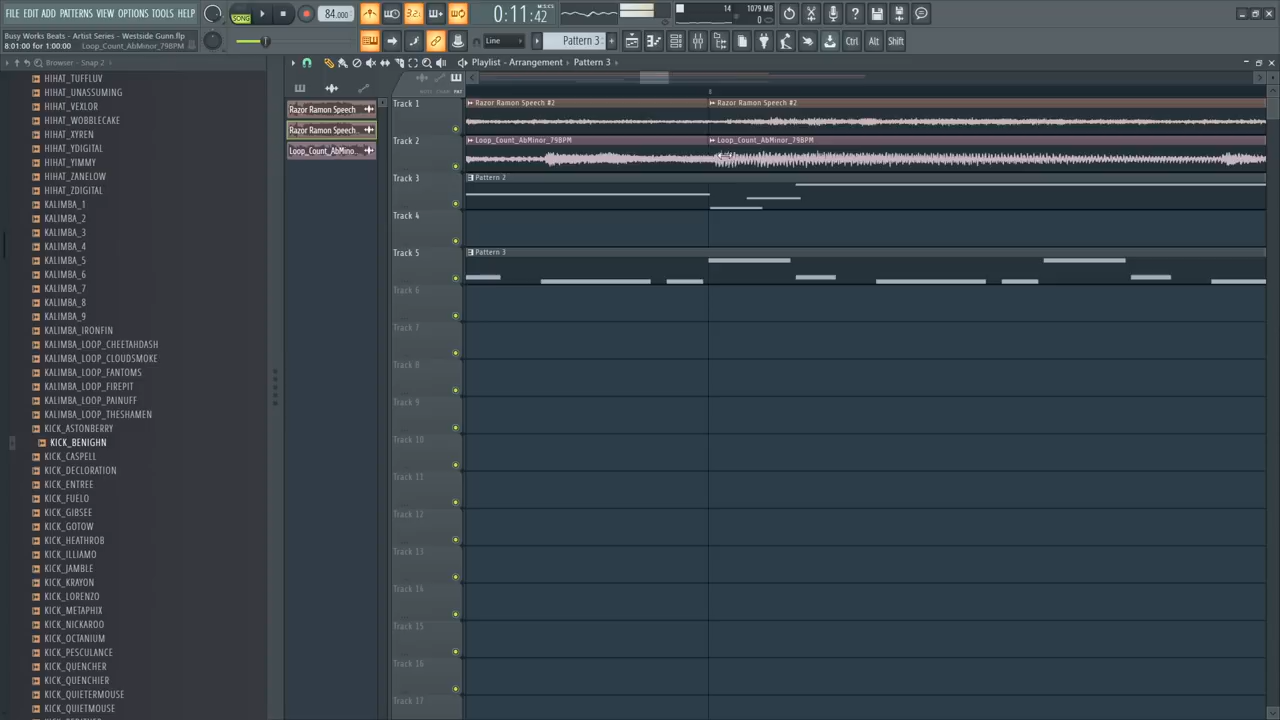 FILE EDIT ADD PATTERNS VIEW OPTIONS TOOLS HELP
SONG
84.000
32
0:11:42
14
1079 MB
0
Busy Works Beats - Artist Series - Westside Gunn.flp
8:01:00 for 1:00:00
Loop_Count_AbMinor_79BPM
Line
Pattern 3
Ctrl
Alt
Shift
Browser - Snap 2
Playlist - Arrangement
Pattern 3
HIHAT_TUFFLUV
HIHAT_UNASSUMING
HIHAT_VEXLOR
HIHAT_WOBBLECAKE
HIHAT_XYREN
HIHAT_YDIGITAL
HIHAT_YIMMY
HIHAT_ZANELOW
HIHAT_ZDIGITAL
KALIMBA_1
KALIMBA_2
KALIMBA_3
KALIMBA_4
KALIMBA_5
KALIMBA_6
KALIMBA_7
KALIMBA_8
KALIMBA_9
KALIMBA_IRONFIN
KALIMBA_LOOP_CHEETAHDASH
KALIMBA_LOOP_CLOUDSMOKE
KALIMBA_LOOP_FANTOMS
KALIMBA_LOOP_FIREPIT
KALIMBA_LOOP_PAINUFF
KALIMBA_LOOP_THESHAMEN
KICK_ASTONBERRY
KICK_BENIGHN
KICK_CASPELL
KICK_DECLORATION
KICK_ENTREE
KICK_FUELO
KICK_GIBSEE
KICK_GOTOW
KICK_HEATHROB
KICK_ILLIAMO
KICK_JAMBLE
KICK_KRAYON
KICK_LORENZO
KICK_METAPHIX
KICK_NICKAROO
KICK_OCTANIUM
KICK_PESCULANCE
KICK_QUENCHER
KICK_QUENCHIER
KICK_QUIETERMOUSE
KICK_QUIETMOUSE
Razor Ramon Speech
Razor Ramon Speech
Loop_Count_AbMino..
Track 1
Razor Ramon Speech #2
Razor Ramon Speech #2
Track 2
Loop_Count_AbMinor_79BPM
Loop_Count_AbMinor_79BPM
Track 3
Pattern 2
Track 4
Track 5
Pattern 3
Track 6
Track 7
Track 8
Track 9
Track 10
Track 11
Track 12
Track 13
Track 14
Track 15
Track 16
Track 17